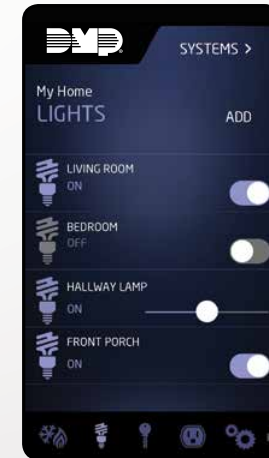 DMP
SYSTEMS >
My Home
LIGHTS
ADD
LIVING ROOM
ON
BEDROOM
OFF
HALLWAY LAMP
ON
FRONT PORCH
ON